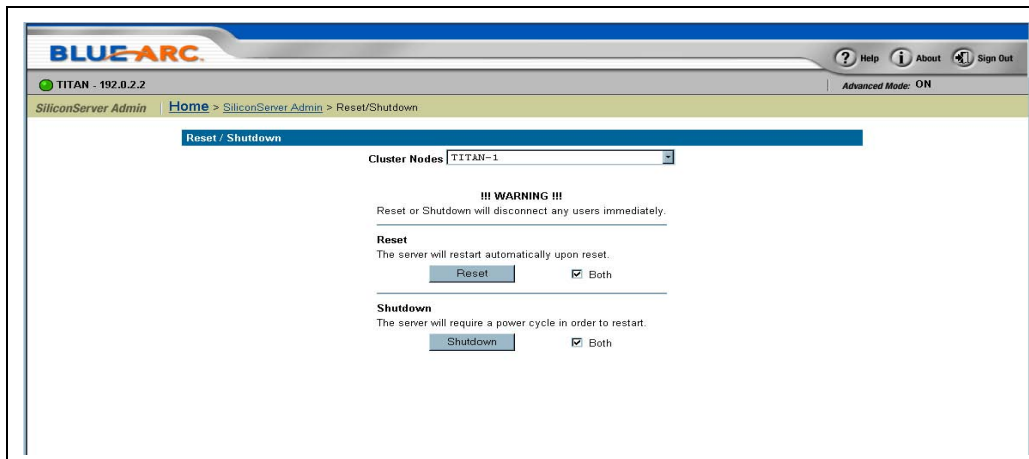 BLUEARC.
Help About Sign Out
TITAN - 192.0.2.2
Advanced Mode: ON
SiliconServer Admin Home > SiliconServer Admin > Reset/Shutdown
Reset / Shutdown
Cluster Nodes TITAN-1
!!! WARNING !!!
Reset or Shutdown will disconnect any users immediately.
Reset
The server will restart automatically upon reset.
Reset Both
Shutdown
The server will require a power cycle in order to restart.
Shutdown Both